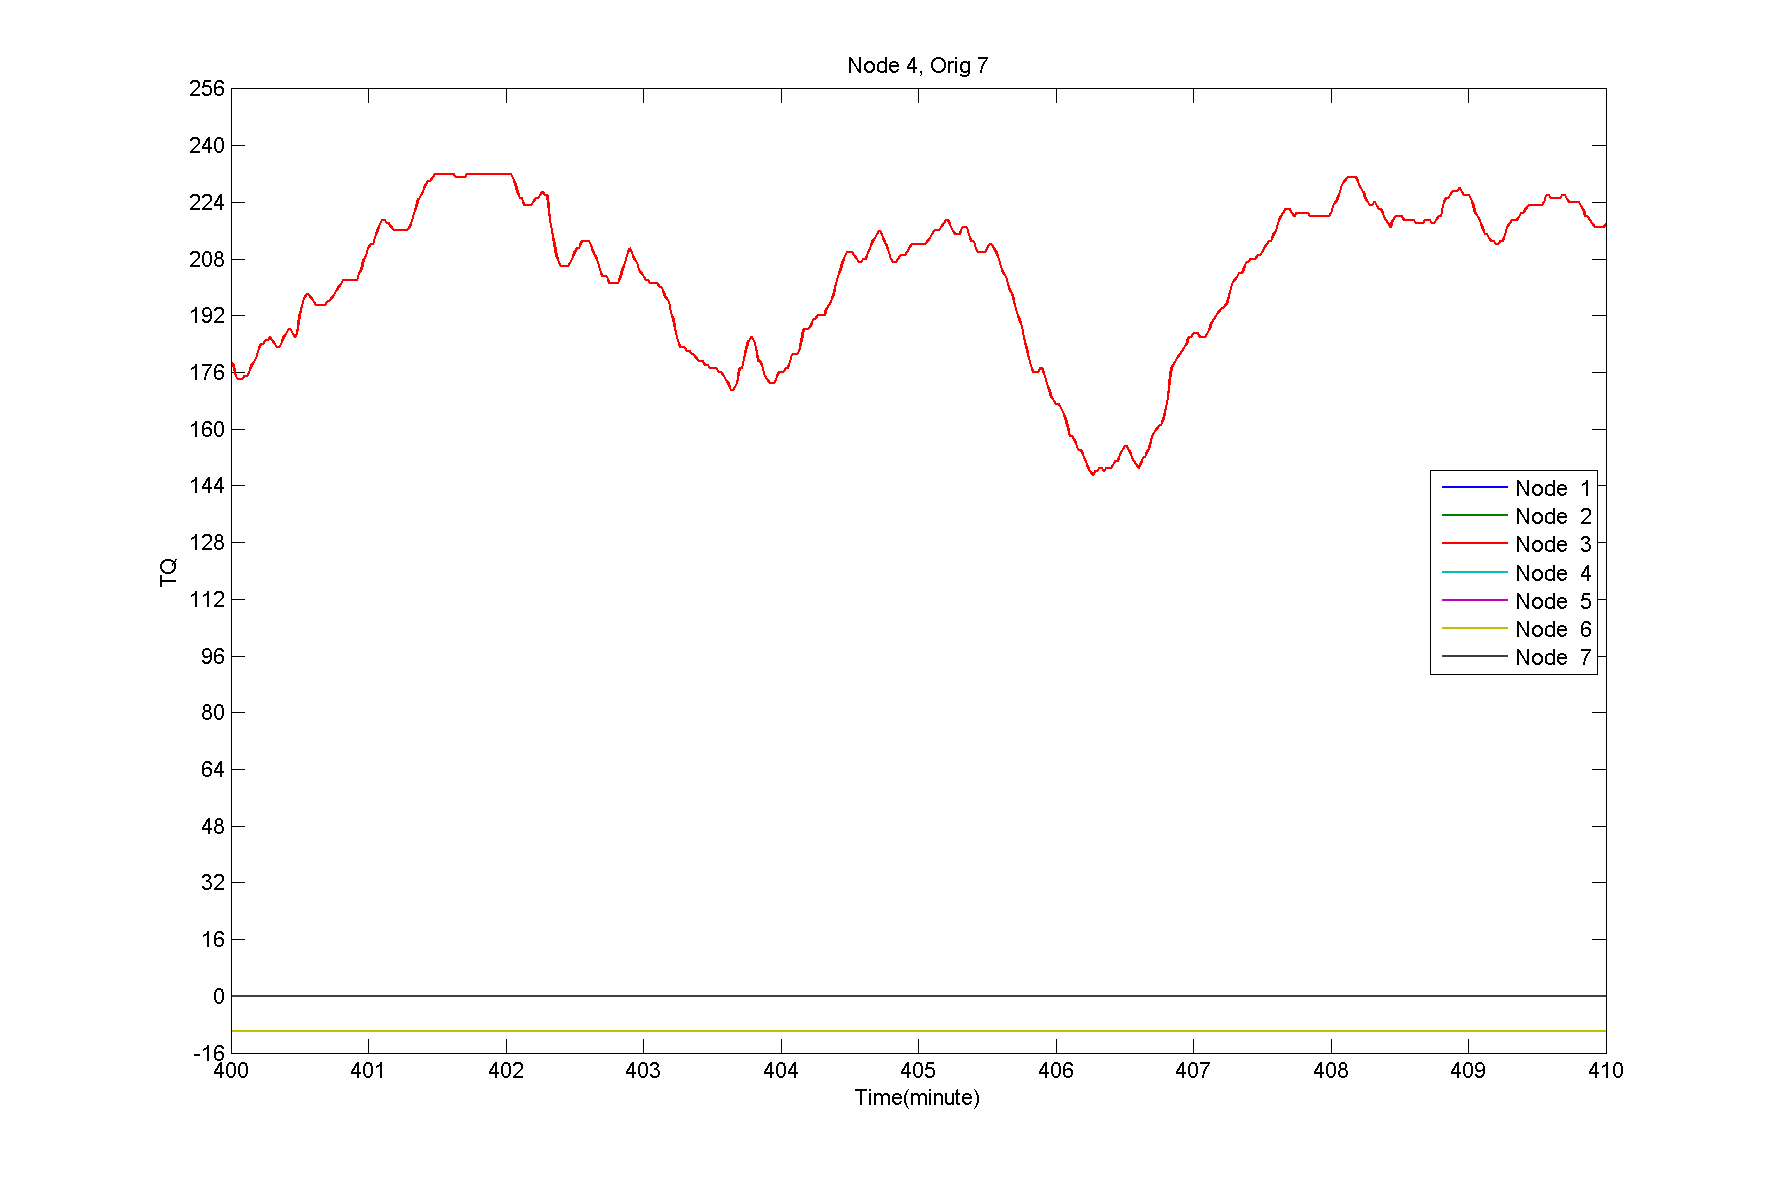 Node 4, Orig 7
256
240
224
208
192
176
160
144
128
112
96
80
64
48
32
16
0
-16
TQ
Node 1
Node 2
Node 3
Node 4
Node 5
Node 6
Node 7
400 401 402 403 404 405 406 407 408 409 410
Time(minute)